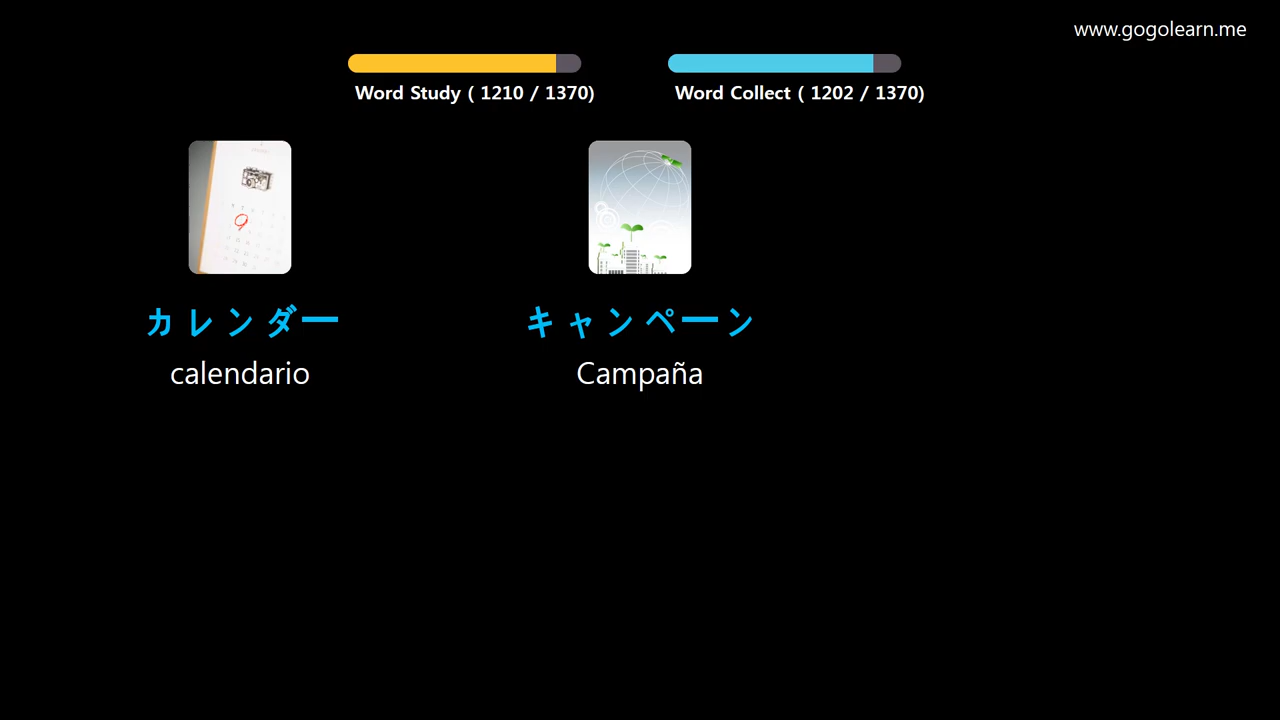 www.gogolearn.me
Word Study ( 1210 / 1370)
Word Collect ( 1202 / 1370)
カレンダー
キャンペーン
calendario
Campaña